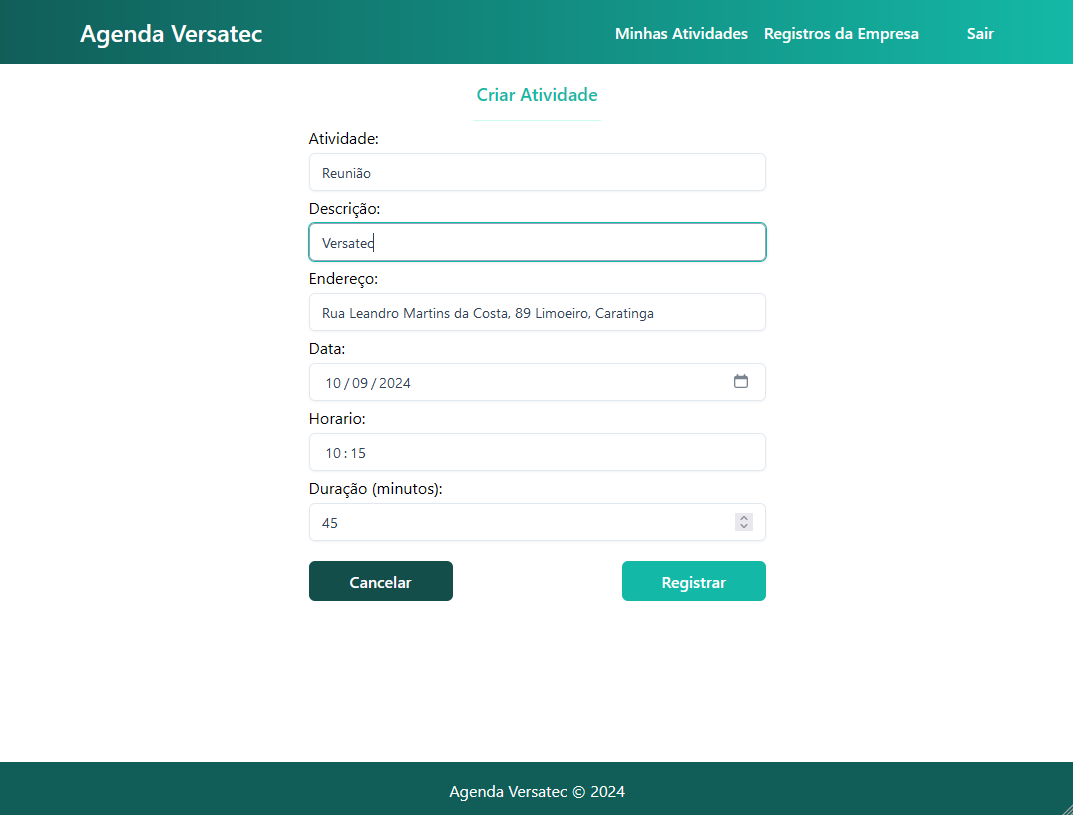 Agenda Versatec
Minhas Atividades Registros da Empresa Sair
Criar Atividade
Atividade:
Reunião
Descrição:
Versatec
Endereço:
Rua Leandro Martins da Costa, 89 Limoeiro, Caratinga
Data:
10/09/2024
Horario:
10:15
Duração (minutos):
45
Cancelar Registrar
Agenda Versatec © 2024